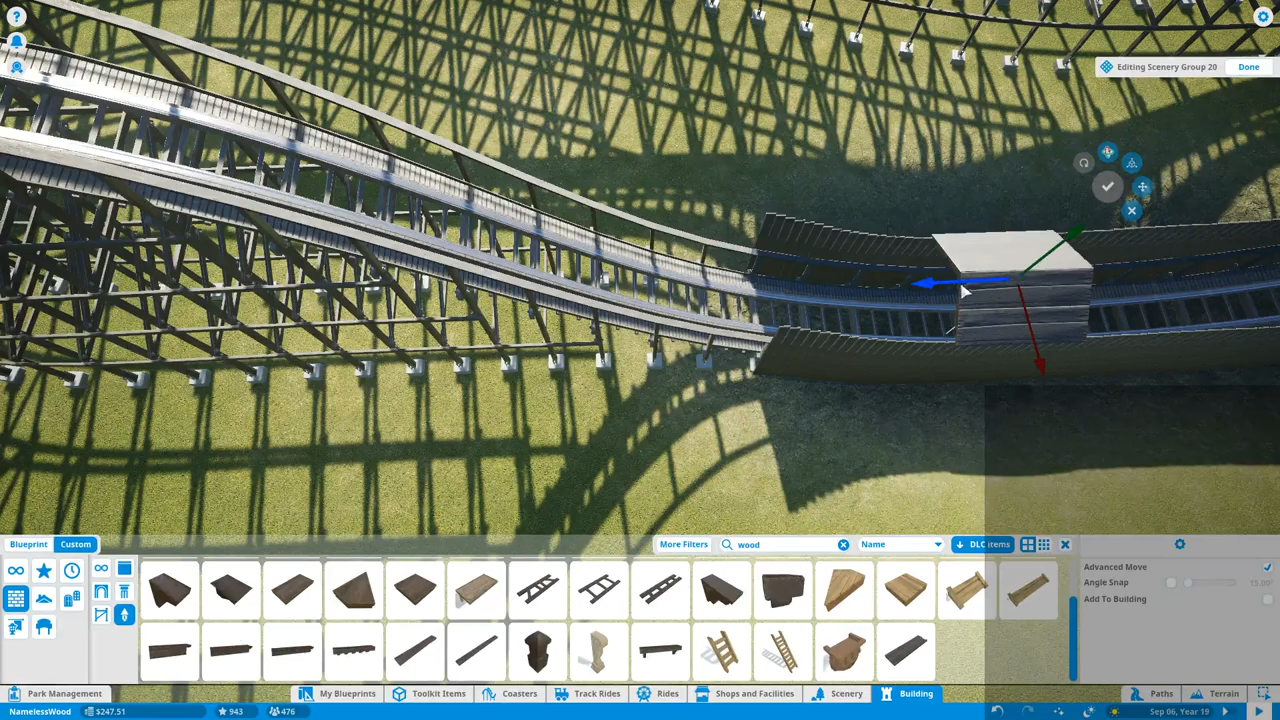 Editing Scenery Group 20 Done
Blueprint Custom More Filters wood Name DLC items
Advanced Move
Angle Snap 15.00°
Add To Building
Park Management My Blueprints Toolkit Items Coasters Track Rides Rides Shops and Facilities Scenery Building Paths Terrain
NamelessWood $247.51 943 476 Sep 06, Year 19